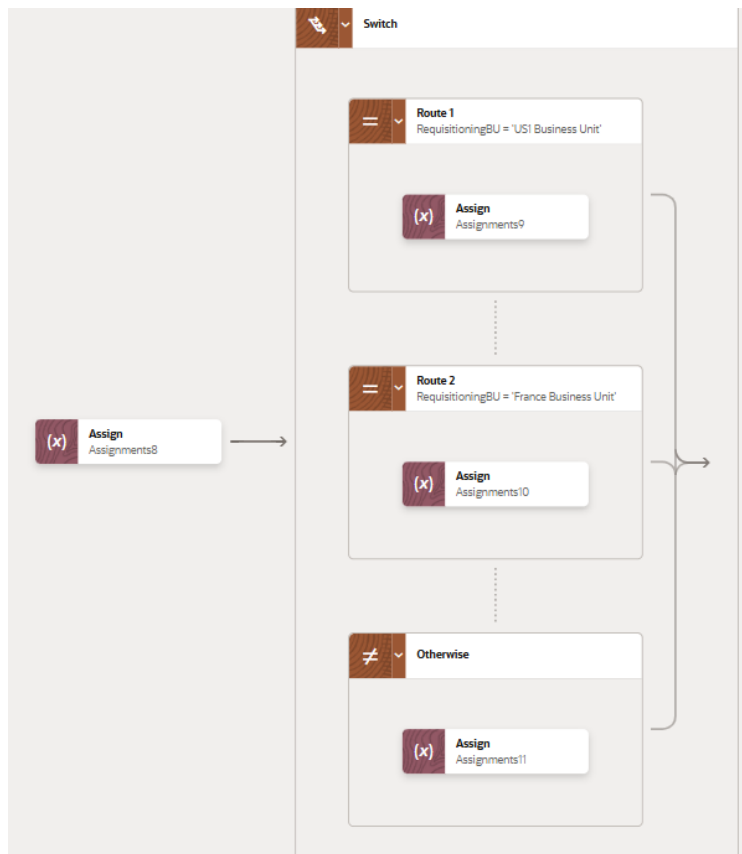 Switch
Route 1
RequisitioningBU = 'US1 Business Unit'
(x)
Assign
Assignments9
Route 2
RequisitioningBU = 'France Business Unit'
(x)
Assign
Assignments8
(x)
Assign
Assignments10
Otherwise
(x)
Assign
Assignments11